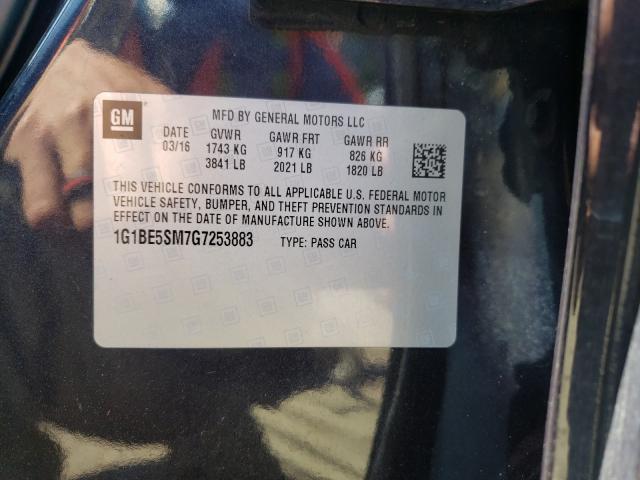 GM
MFD BY GENERAL MOTORS LLC
DATE GVWR GAWR FRT GAWR RR
03/16 1743 KG 917 KG 826 KG
3841 LB 2021 LB 1820 LB
THIS VEHICLE CONFORMS TO ALL APPLICABLE U.S. FEDERAL MOTOR
VEHICLE SAFETY, BUMPER, AND THEFT PREVENTION STANDARDS IN
EFFECT ON THE DATE OF MANUFACTURE SHOWN ABOVE.
1G1BE5SM7G7253883 TYPE: PASS CAR